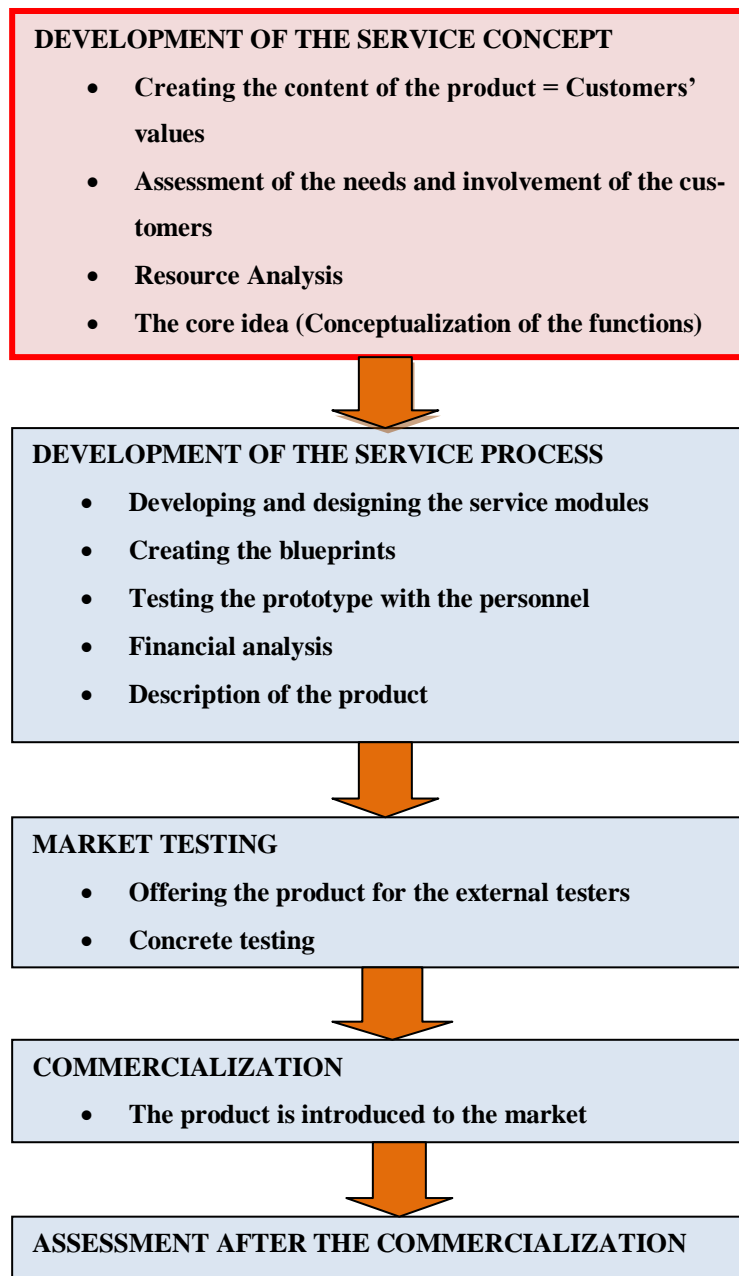 DEVELOPMENT OF THE SERVICE CONCEPT
• Creating the content of the product = Customers’
values
• Assessment of the needs and involvement of the cus-
tomers
• Resource Analysis
• The core idea (Conceptualization of the functions)
DEVELOPMENT OF THE SERVICE PROCESS
• Developing and designing the service modules
• Creating the blueprints
• Testing the prototype with the personnel
• Financial analysis
• Description of the product
MARKET TESTING
• Offering the product for the external testers
• Concrete testing
COMMERCIALIZATION
• The product is introduced to the market
ASSESSMENT AFTER THE COMMERCIALIZATION